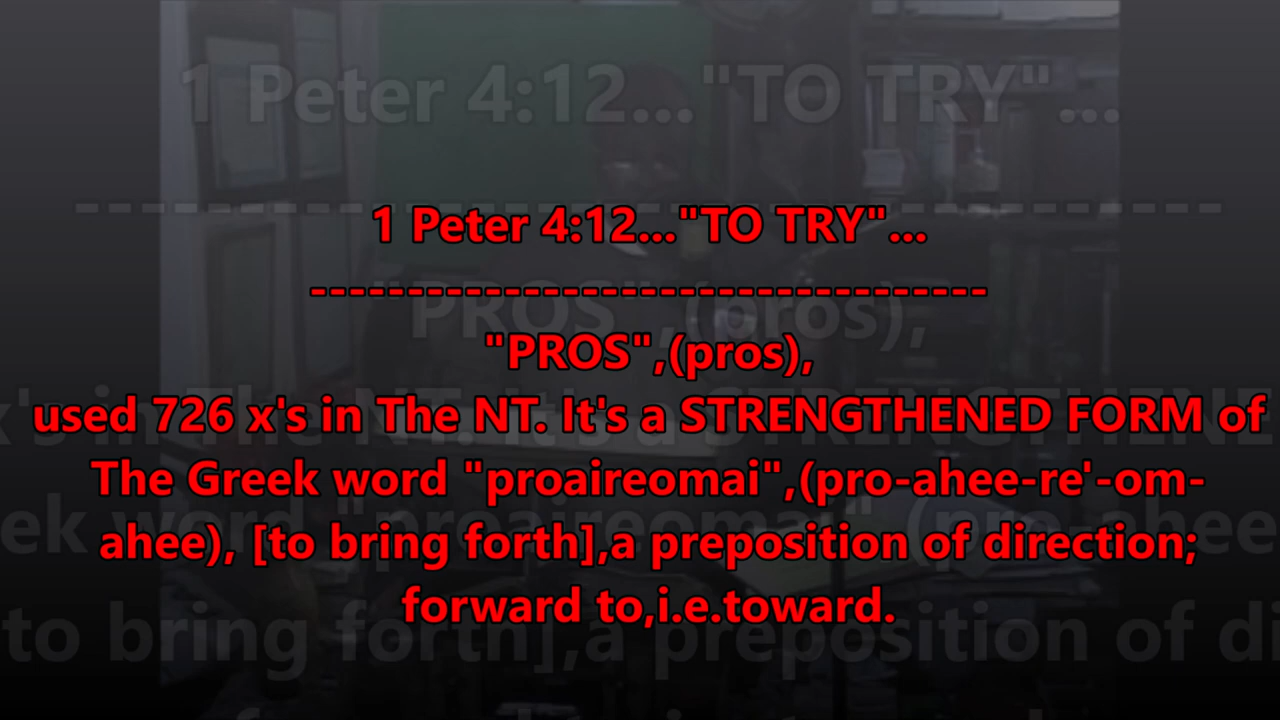 1 Peter 4:12..."TO TRY"...
-----------------------------------
"PROS",(pros),
used 726 x's in The NT. It's a STRENGTHENED FORM of
The Greek word "proaireomai",(pro-ahee-re'-om-
ahee), [to bring forth],a preposition of direction;
forward to,i.e.toward.